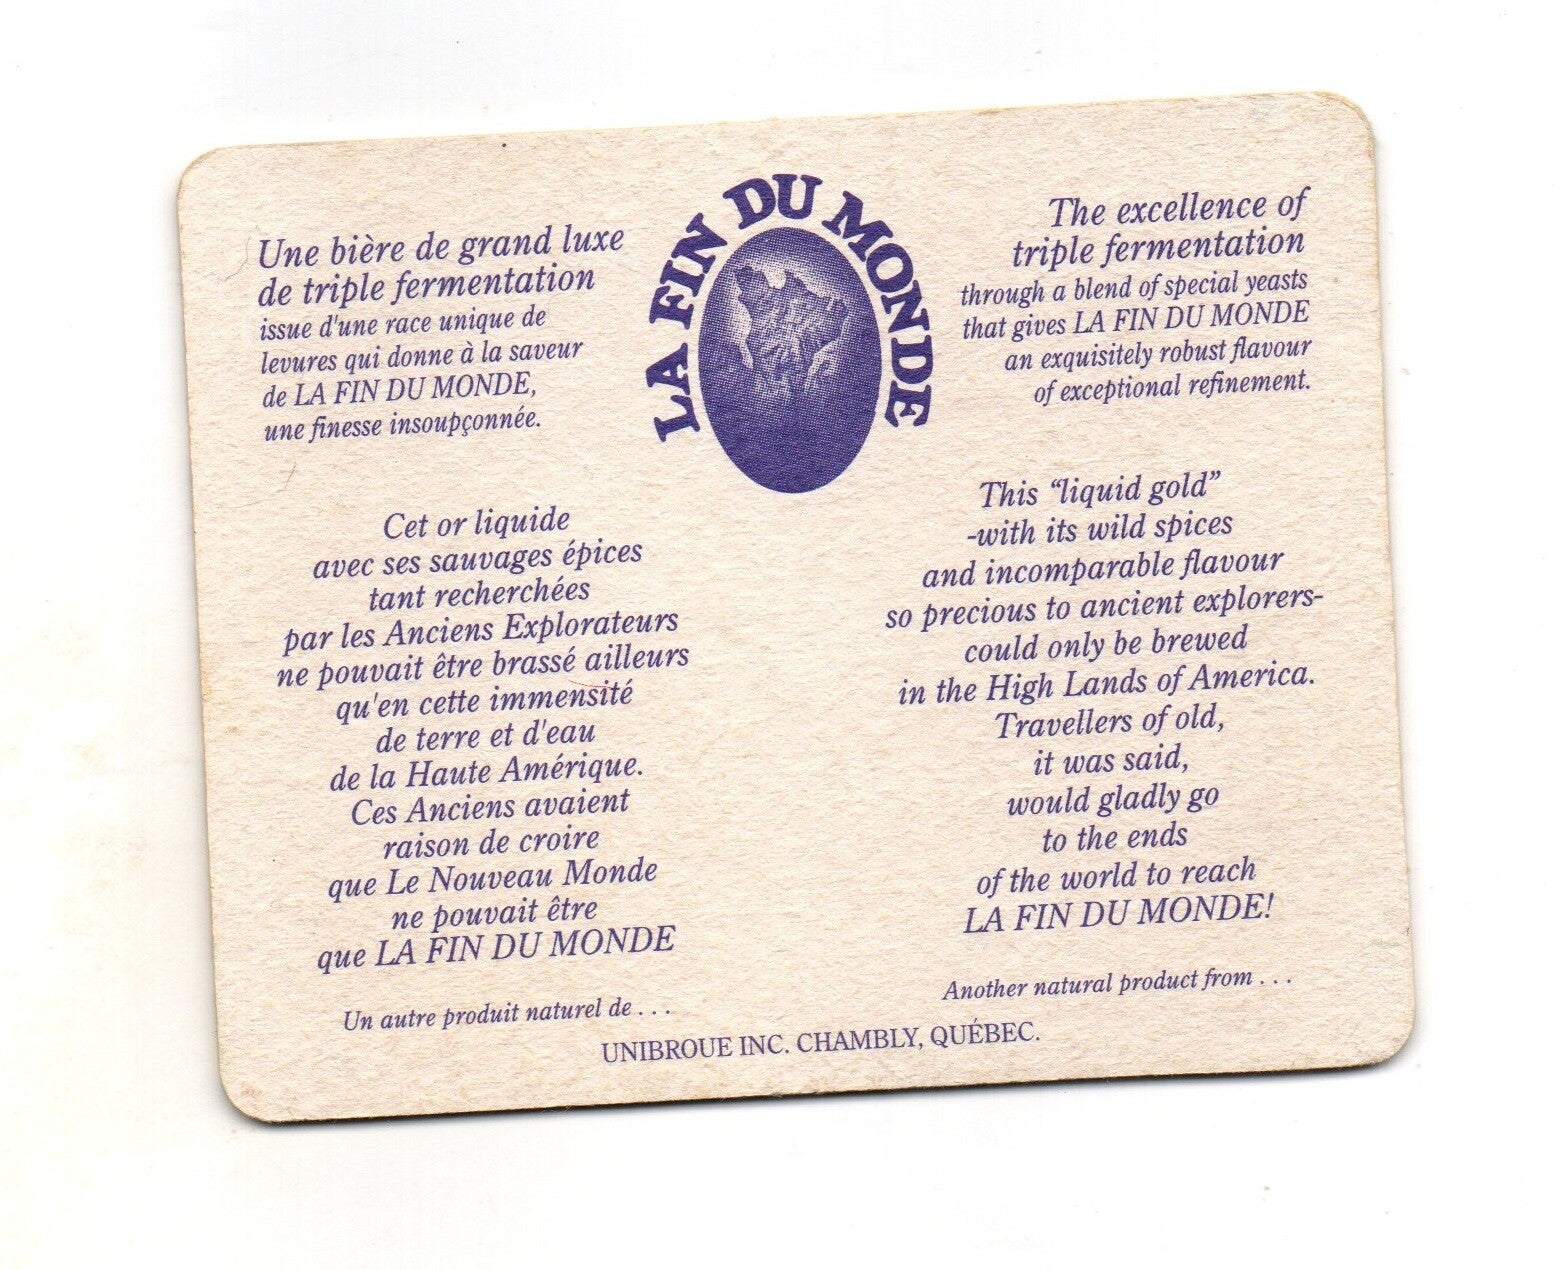 LA FIN DU MONDE
Une bière de grand luxe
de triple fermentation
issue d'une race unique de
levures qui donne à la saveur
de LA FIN DU MONDE,
une finesse insoupçonnée.
Cet or liquide
avec ses sauvages épices
tant recherchées
par les Anciens Explorateurs
ne pouvait être brassé ailleurs
qu'en cette immensité
de terre et d'eau
de la Haute Amérique.
Ces Anciens avaient
raison de croire
que Le Nouveau Monde
ne pouvait être
que LA FIN DU MONDE
Un autre produit naturel de . . .
The excellence of
triple fermentation
through a blend of special yeasts
that gives LA FIN DU MONDE
an exquisitely robust flavour
of exceptional refinement.
This “liquid gold”
-with its wild spices
and incomparable flavour
so precious to ancient explorers-
could only be brewed
in the High Lands of America.
Travellers of old,
it was said,
would gladly go
to the ends
of the world to reach
LA FIN DU MONDE!
Another natural product from . . .
UNIBROUE INC. CHAMBLY, QUÉBEC.